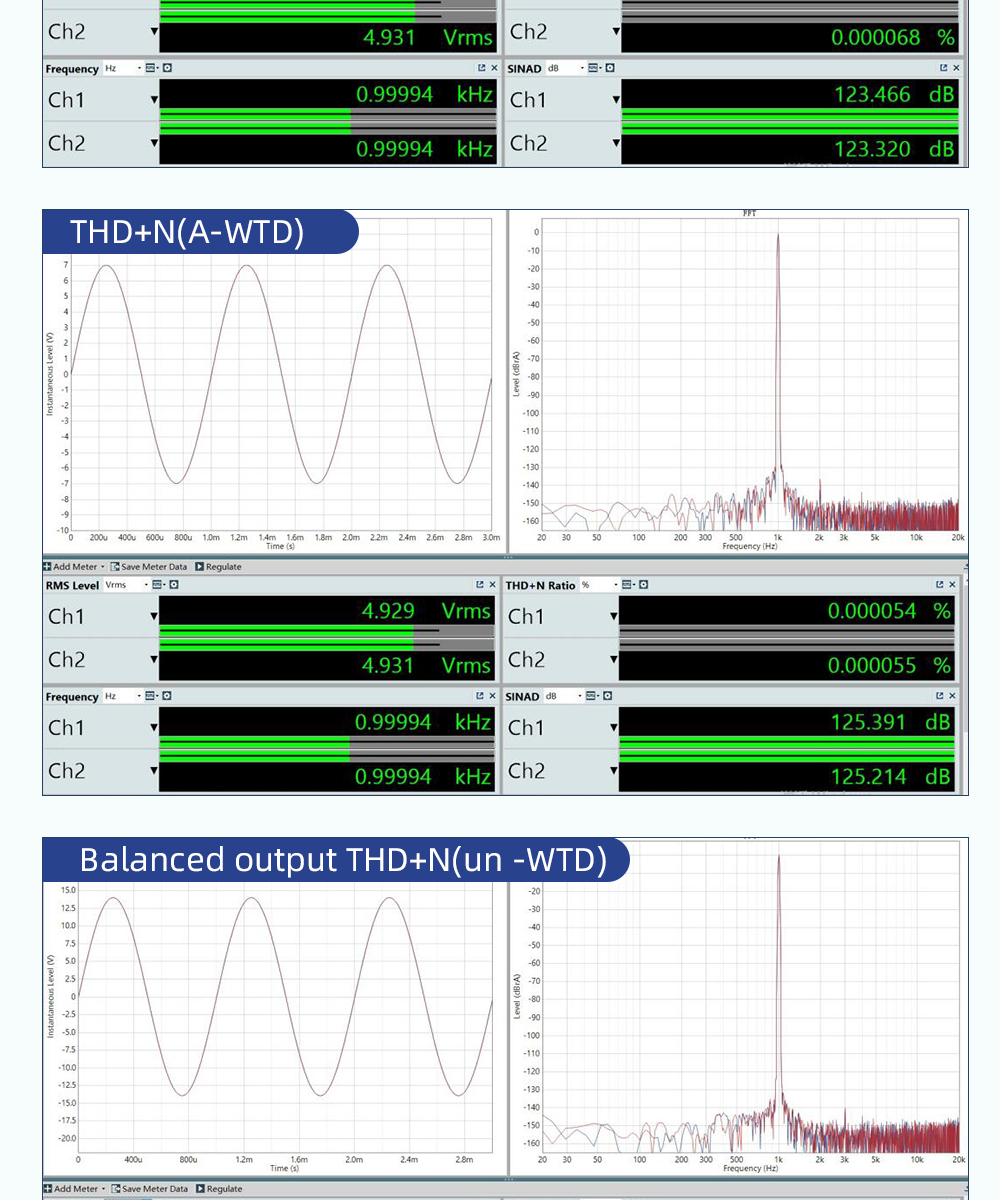 Ch2 4.931 Vrms Ch2 0.000068 %
Frequency Hz SINAD dB
Ch1 0.99994 kHz Ch1 123.466 dB
Ch2 0.99994 kHz Ch2 123.320 dB
THD+N(A-WTD)
FFT
7
6
5
4
3
2
1
0
-1
-2
-3
-4
-5
-6
-7
-8
-9
-10
Instantaneous Level (V)
0 200u 400u 600u 800u 1.0m 1.2m 1.4m 1.6m 1.8m 2.0m 2.2m 2.4m 2.6m 2.8m 3.0m
Time (s)
0
-10
-20
-30
-40
-50
-60
-70
-80
-90
-100
-110
-120
-130
-140
-150
-160
Level (dBrA)
20 30 50 100 200 300 500 1k 2k 3k 5k 10k 20k
Frequency (Hz)
Add Meter Save Meter Data Regulate
RMS Level Vrms THD+N Ratio %
Ch1 4.929 Vrms Ch1 0.000054 %
Ch2 4.931 Vrms Ch2 0.000055 %
Frequency Hz SINAD dB
Ch1 0.99994 kHz Ch1 125.391 dB
Ch2 0.99994 kHz Ch2 125.214 dB
Balanced output THD+N(un -WTD)
15.0
12.5
10.0
7.5
5.0
2.5
0
-2.5
-5.0
-7.5
-10.0
-12.5
-15.0
-17.5
-20.0
Instantaneous Level (V)
0 400u 800u 1.2m 1.6m 2.0m 2.4m 2.8m
Time (s)
-20
-30
-40
-50
-60
-70
-80
-90
-100
-110
-120
-130
-140
-150
-160
Level (dBrA)
20 30 50 100 200 300 500 1k 2k 3k 5k 10k 20k
Frequency (Hz)
Add Meter Save Meter Data Regulate